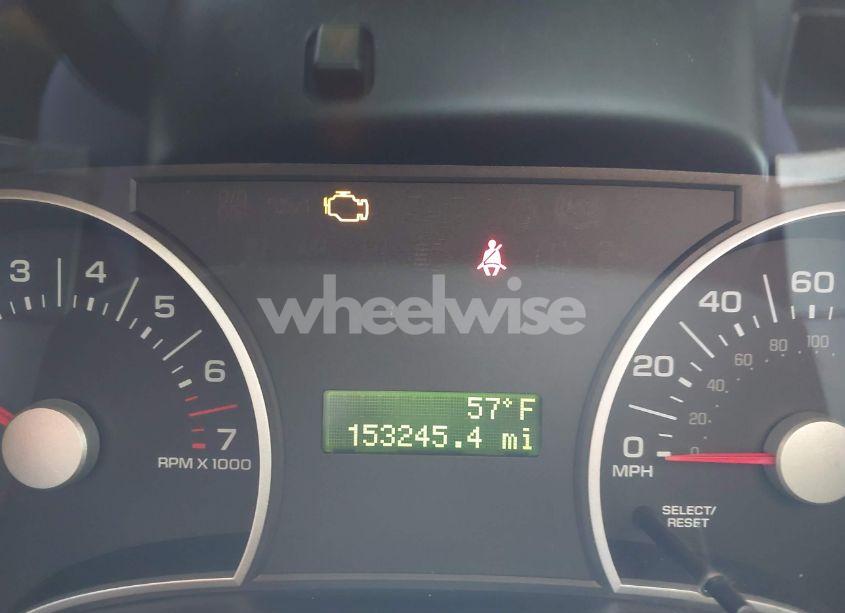 3 4 5 6 7
RPM X 1000
wheelwise
57°F
153245.4 mi
0 20 40 60
0 20 40 60 80 100
MPH
SELECT/
RESET